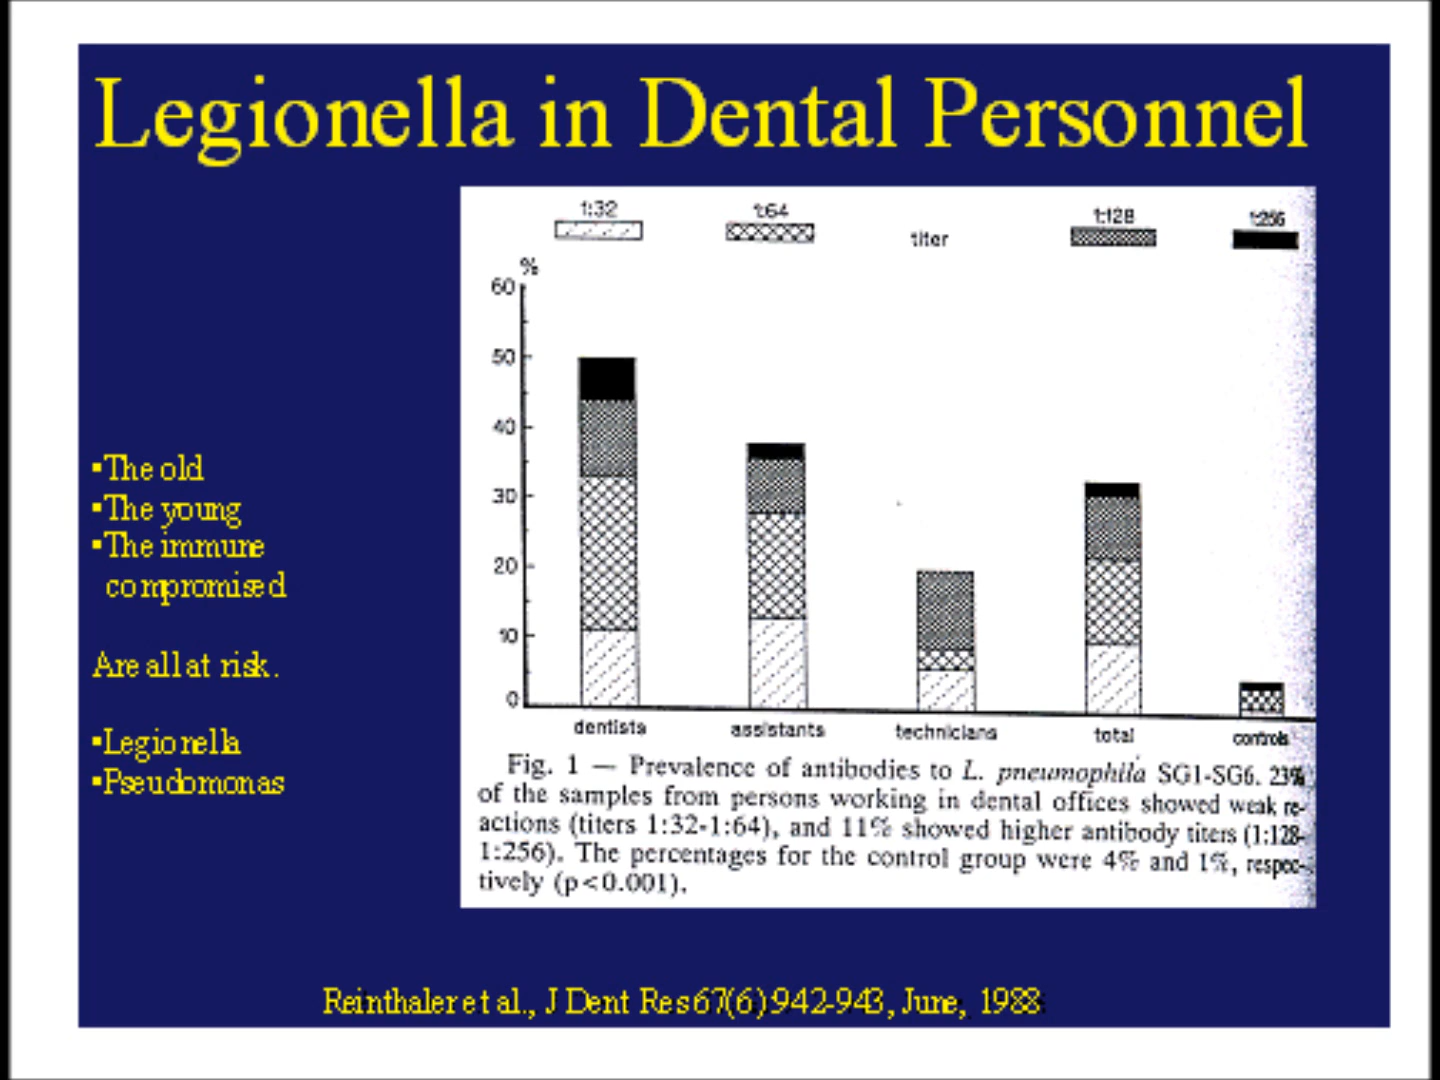 Legionella in Dental Personnel
1:32 1:64 titer 1:128 1:256
%
60
50
40
30
20
10
0
dentists assistants technicians total controls
Fig. 1 — Prevalence of antibodies to L. pneumophila SG1-SG6. 23%
of the samples from persons working in dental offices showed weak re-
actions (titers 1:32-1:64), and 11% showed higher antibody titers (1:128-
1:256). The percentages for the control group were 4% and 1%, respec-
tively (p<0.001).
▪The old
▪The young
▪The immune
compromised
Are all at risk.
▪Legionella
▪Pseudomonas
Reinthaler et al., J Dent Res 67(6):942-943, June, 1988